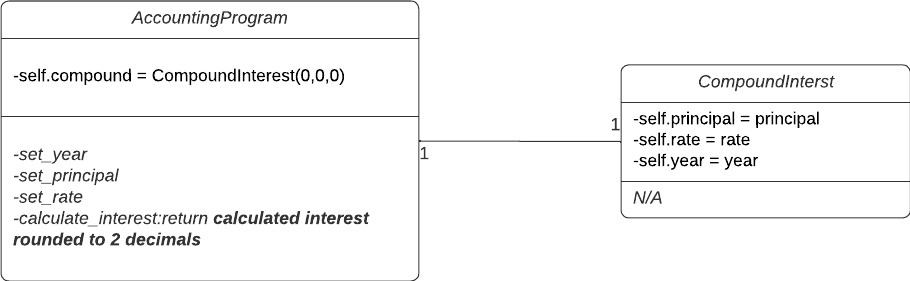 AccountingProgram
-self.compound = CompoundInterest(0,0,0)
-set_year
-set_principal
-set_rate
-calculate_interest:return calculated interest
rounded to 2 decimals
1
1
CompoundInterst
-self.principal = principal
-self.rate = rate
-self.year = year
N/A